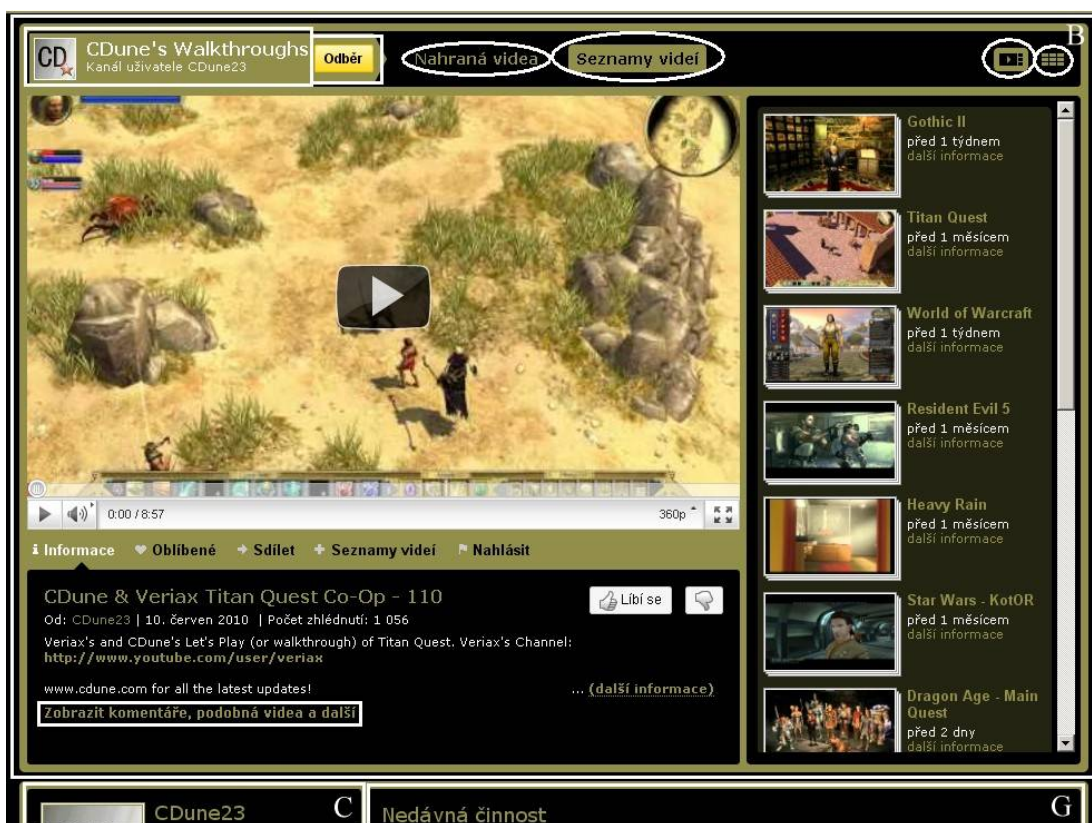 B
CD
CDune's Walkthroughs
Kanál uživatele CDune23
Odběr
Nahraná videa
Seznamy videí
Gothic II
před 1 týdnem
další informace
Titan Quest
před 1 měsícem
další informace
World of Warcraft
před 1 týdnem
další informace
Resident Evil 5
před 1 měsícem
další informace
Heavy Rain
před 1 měsícem
další informace
Star Wars - KotOR
před 1 měsícem
další informace
Dragon Age - Main
Quest
před 2 dny
další informace
0:00 / 8:57
360p
Informace
Oblíbené
Sdílet
Seznamy videí
Nahlásit
CDune & Veriax Titan Quest Co-Op - 110
Líbí se
Od: CDune23 | 10. červen 2010 | Počet zhlédnutí: 1 056
Veriax's and CDune's Let's Play (or walkthrough) of Titan Quest. Veriax's Channel:
http://www.youtube.com/user/veriax
www.cdune.com for all the latest updates!
... (další informace)
Zobrazit komentáře, podobná videa a další
CDune23
C
Nedávná činnost
G